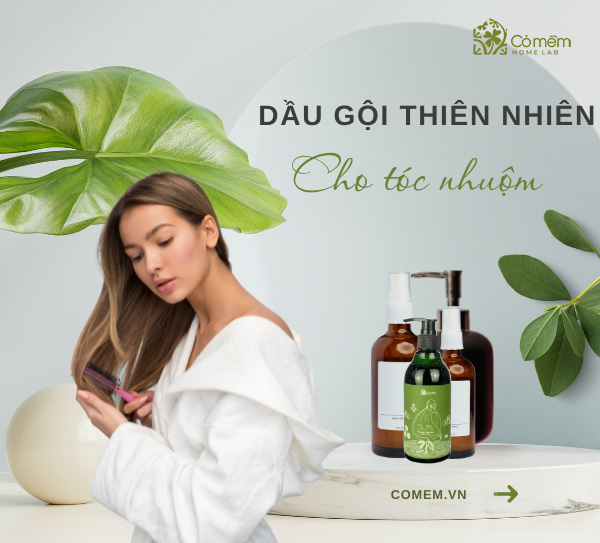 Cỏ mềm
HOME LAB
DẦU GỘI THIÊN NHIÊN
Cho tóc nhuộm
COMEM.VN